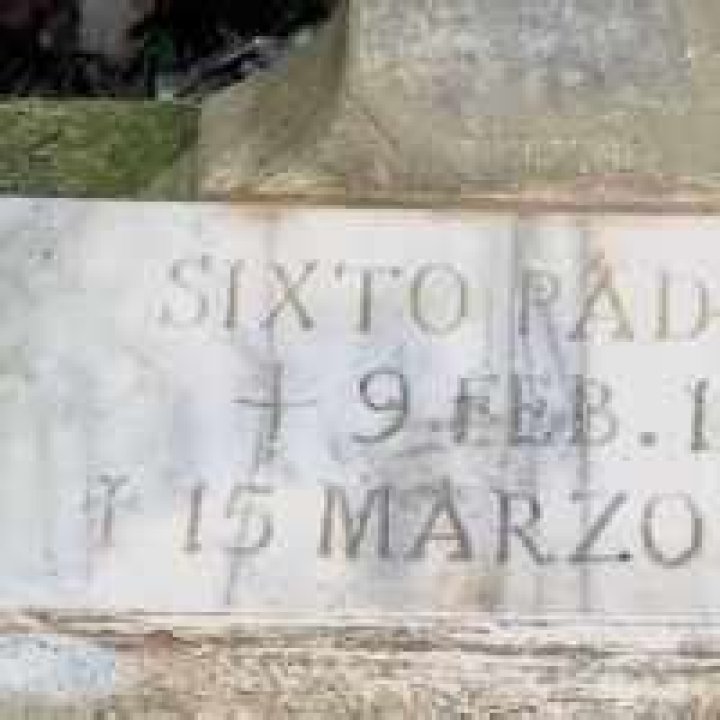 SIXTO PAD
+ 9 FEB. 1
† 15 MARZO